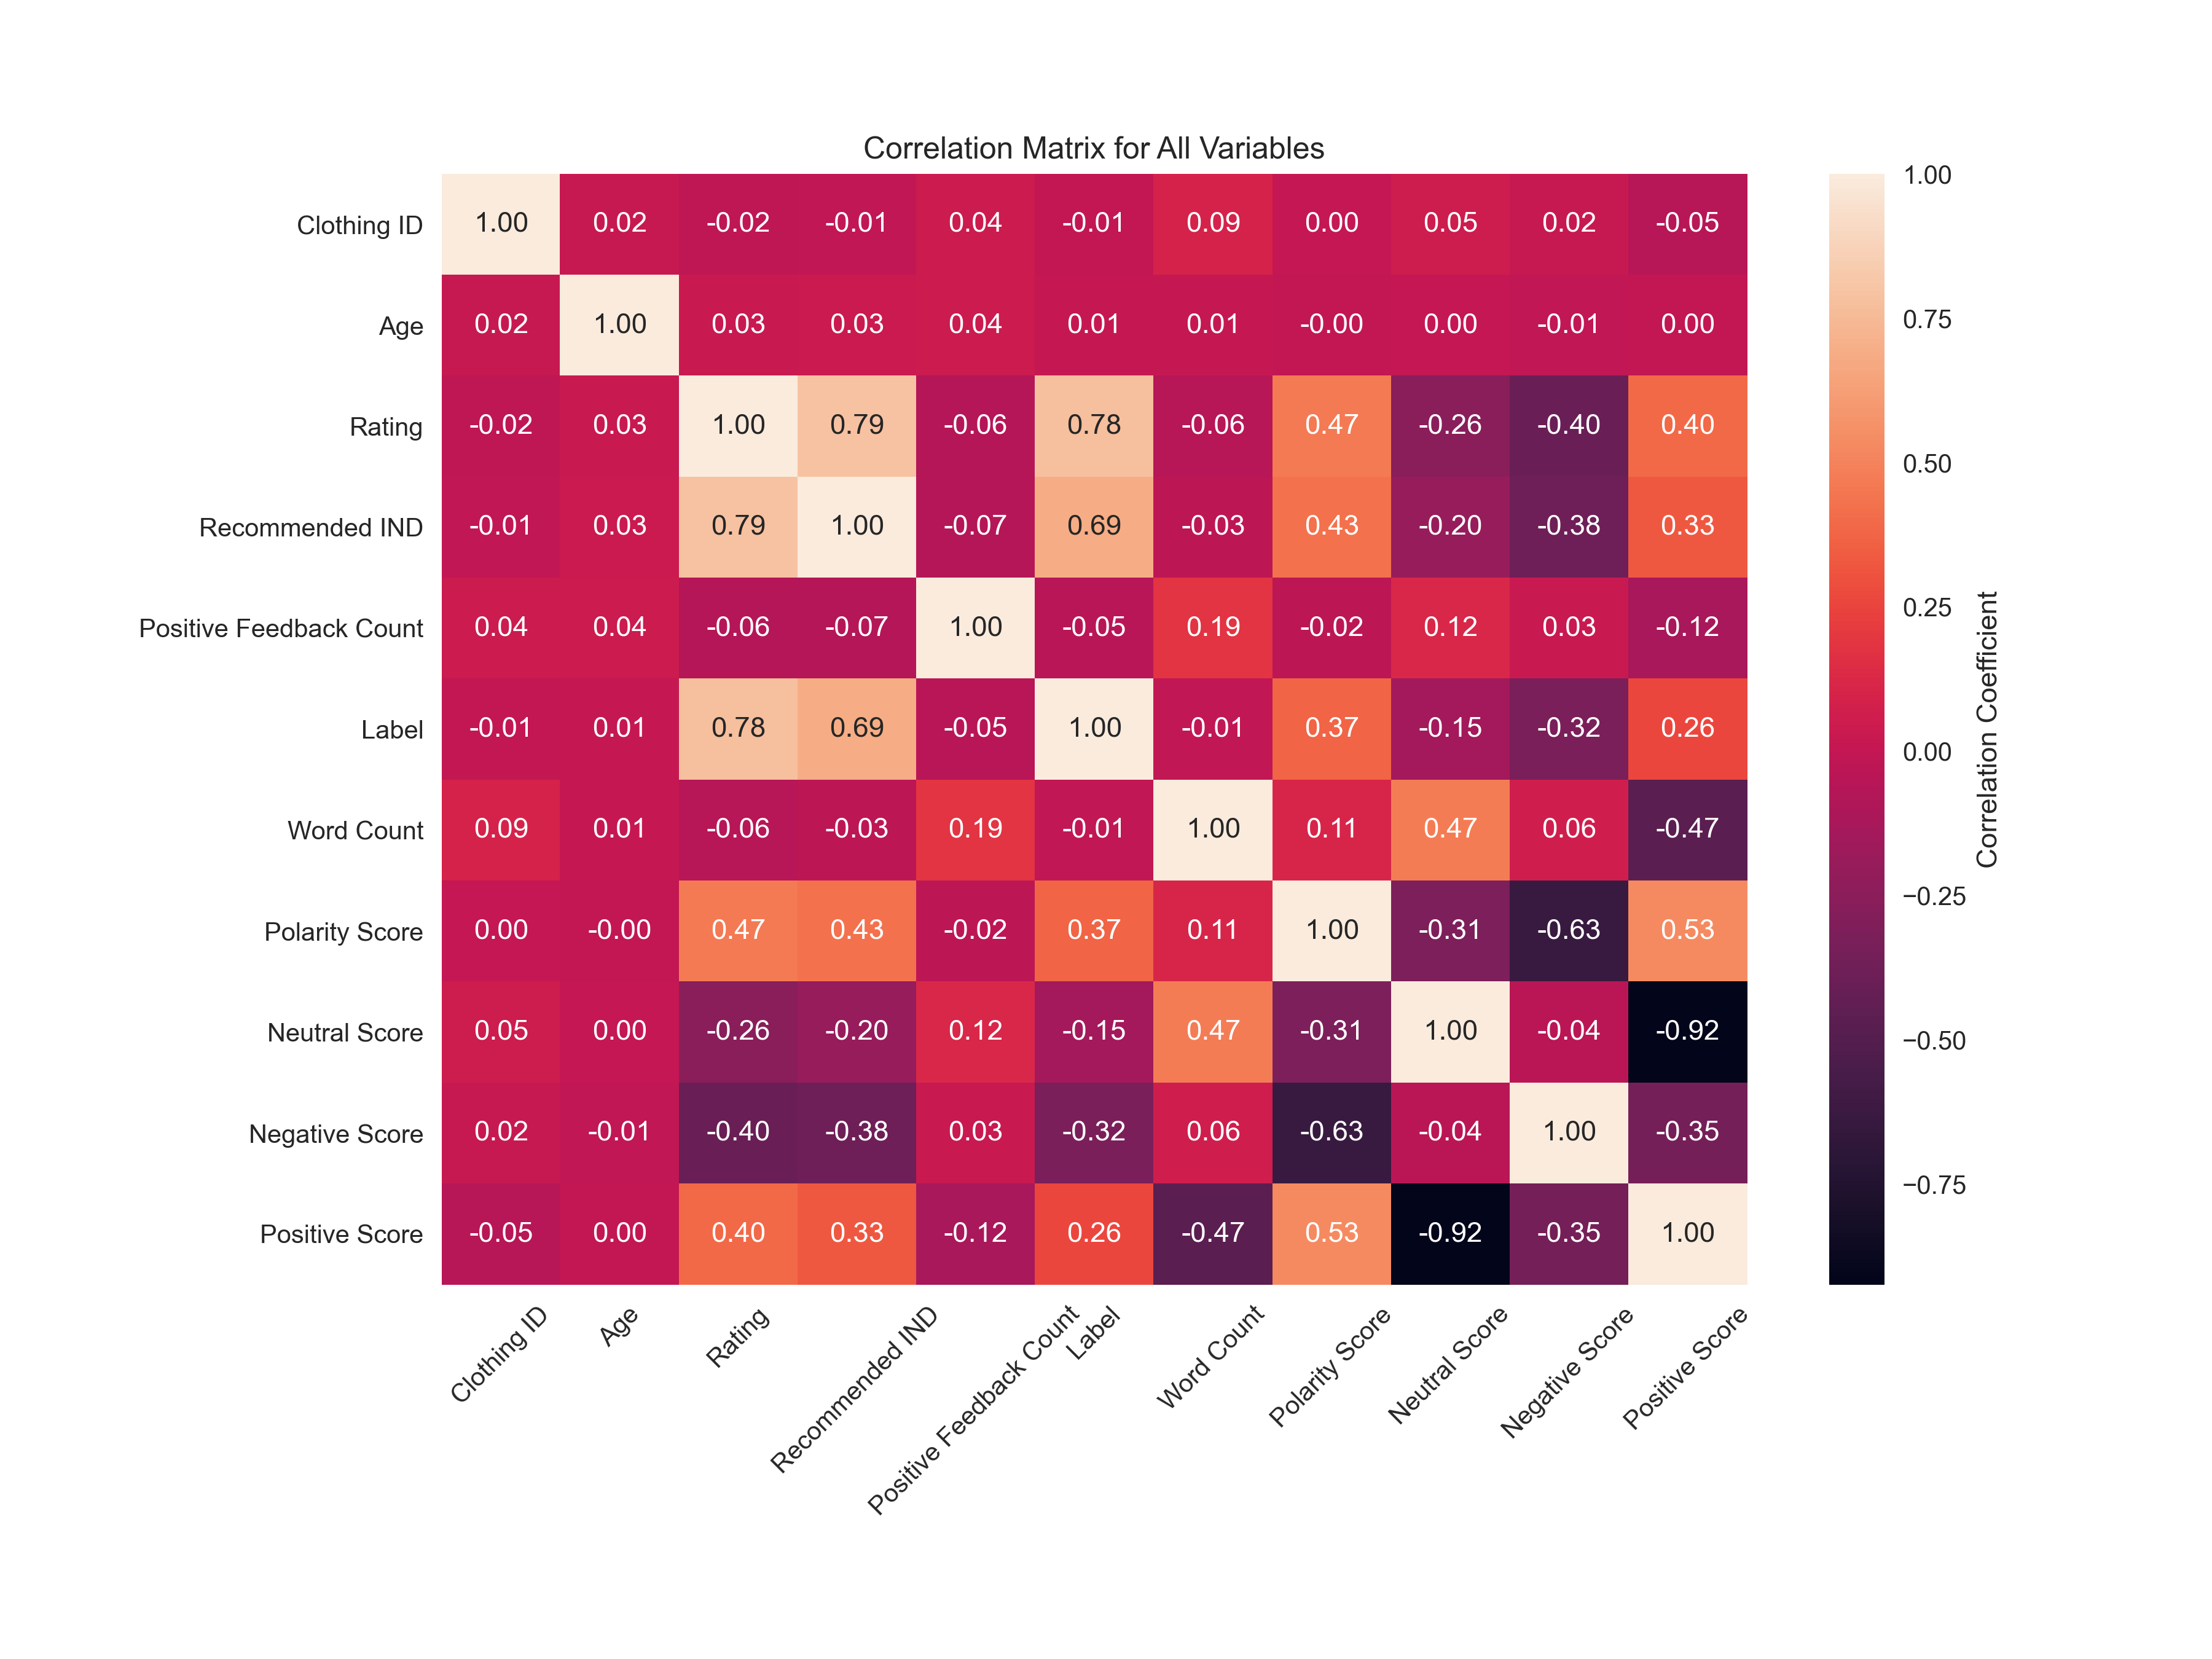 Correlation Matrix for All Variables
Clothing ID 1.00 0.02 -0.02 -0.01 0.04 -0.01 0.09 0.00 0.05 0.02 -0.05
Age 0.02 1.00 0.03 0.03 0.04 0.01 0.01 -0.00 0.00 -0.01 0.00
Rating -0.02 0.03 1.00 0.79 -0.06 0.78 -0.06 0.47 -0.26 -0.40 0.40
Recommended IND -0.01 0.03 0.79 1.00 -0.07 0.69 -0.03 0.43 -0.20 -0.38 0.33
Positive Feedback Count 0.04 0.04 -0.06 -0.07 1.00 -0.05 0.19 -0.02 0.12 0.03 -0.12
Label -0.01 0.01 0.78 0.69 -0.05 1.00 -0.01 0.37 -0.15 -0.32 0.26
Word Count 0.09 0.01 -0.06 -0.03 0.19 -0.01 1.00 0.11 0.47 0.06 -0.47
Polarity Score 0.00 -0.00 0.47 0.43 -0.02 0.37 0.11 1.00 -0.31 -0.63 0.53
Neutral Score 0.05 0.00 -0.26 -0.20 0.12 -0.15 0.47 -0.31 1.00 -0.04 -0.92
Negative Score 0.02 -0.01 -0.40 -0.38 0.03 -0.32 0.06 -0.63 -0.04 1.00 -0.35
Positive Score -0.05 0.00 0.40 0.33 -0.12 0.26 -0.47 0.53 -0.92 -0.35 1.00
Clothing ID
Age
Rating
Recommended IND
Positive Feedback Count
Label
Word Count
Polarity Score
Neutral Score
Negative Score
Positive Score
1.00
0.75
0.50
0.25
0.00
−0.25
−0.50
−0.75
Correlation Coefficient